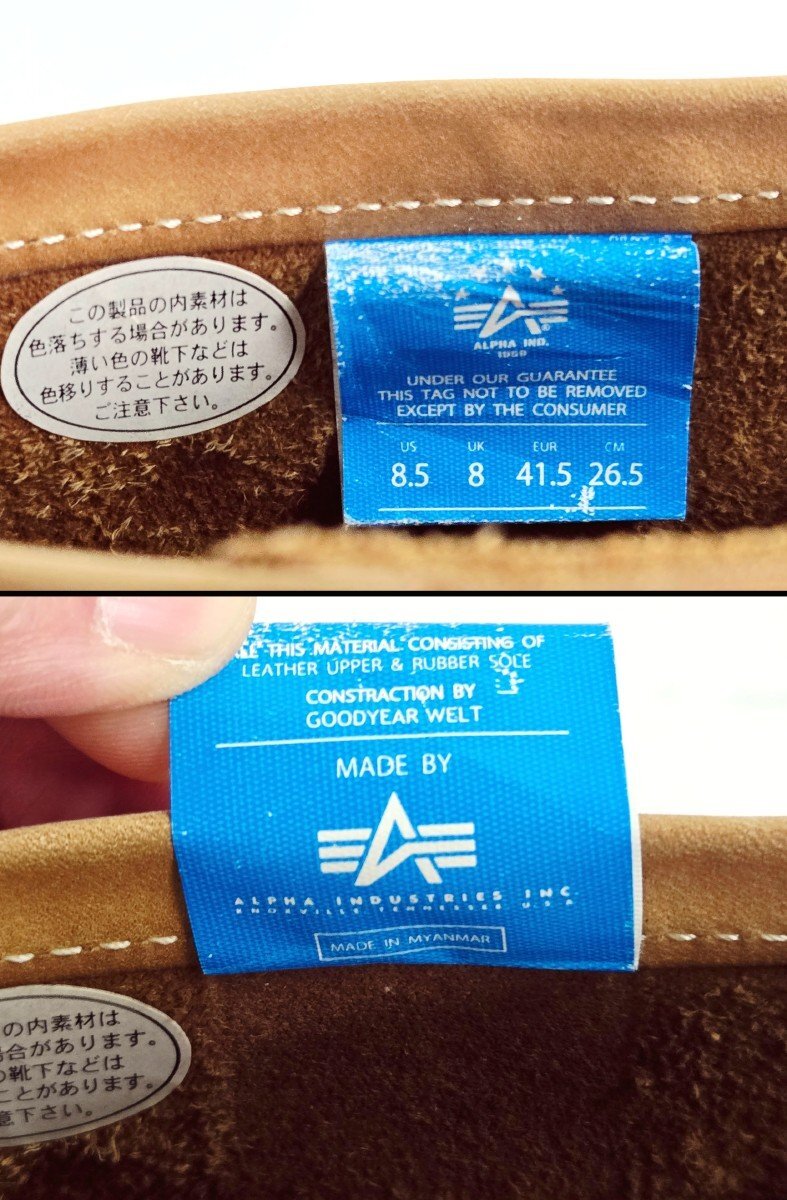 この製品の内素材は
色落ちする場合があります。
薄い色の靴下などは
色移りすることがあります。
ご注意下さい。
ALPHA IND.
UNDER OUR GUARANTEE
THIS TAG NOT TO BE REMOVED
EXCEPT BY THE CONSUMER
US UK EUR CM
8.5 8 41.5 26.5
THIS MATERIAL CONSISTING OF
LEATHER UPPER & RUBBER SOLE
CONSTRACTION BY
GOODYEAR WELT
MADE BY
ALPHA INDUSTRIES INC.
KNOXVILLE TENNESSEE U.S.A
MADE IN MYANMAR
の内素材は
場合があります。
の靴下などは
ことがあります。
意下さい。